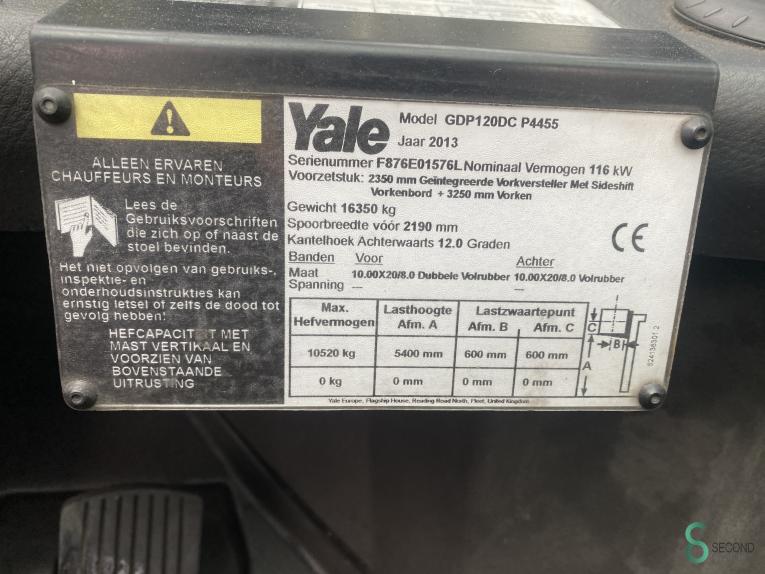 ALLEEN ERVAREN
CHAUFFEURS EN MONTEURS
Lees de
Gebruiksvoorschriften
die zich op of naast de
stoel bevinden.
Het niet opvolgen van gebruiks-,
inspektie- en
onderhoudsinstrukties kan
ernstig letsel of zelfs de dood tot
gevolg hebben!
HEFCAPACITEIT MET
MAST VERTIKAAL EN
VOORZIEN VAN
BOVENSTAANDE
UITRUSTING
Yale Model GDP120DC P4455
Jaar 2013
Serienummer F876E01576L Nominaal Vermogen 116 kW
Voorzetstuk: 2350 mm Geïntegreerde Vorkversteller Met Sideshift
Vorkenbord + 3250 mm Vorken
Gewicht 16350 kg
Spoorbreedte vóór 2190 mm
Kantelhoek Achterwaarts 12.0 Graden
CE
Banden Voor Achter
Maat 10.00X20/8.0 Dubbele Volrubber 10.00X20/8.0 Volrubber
Spanning --- ---
Max. Lasthoogte Lastzwaartepunt
Hefvermogen Afm. A Afm. B Afm. C
10520 kg 5400 mm 600 mm 600 mm
0 kg 0 mm 0 mm 0 mm
C B A
524138301 2
Yale Europe, Flagship House, Reading Road North, Fleet, United Kingdom
SECOND